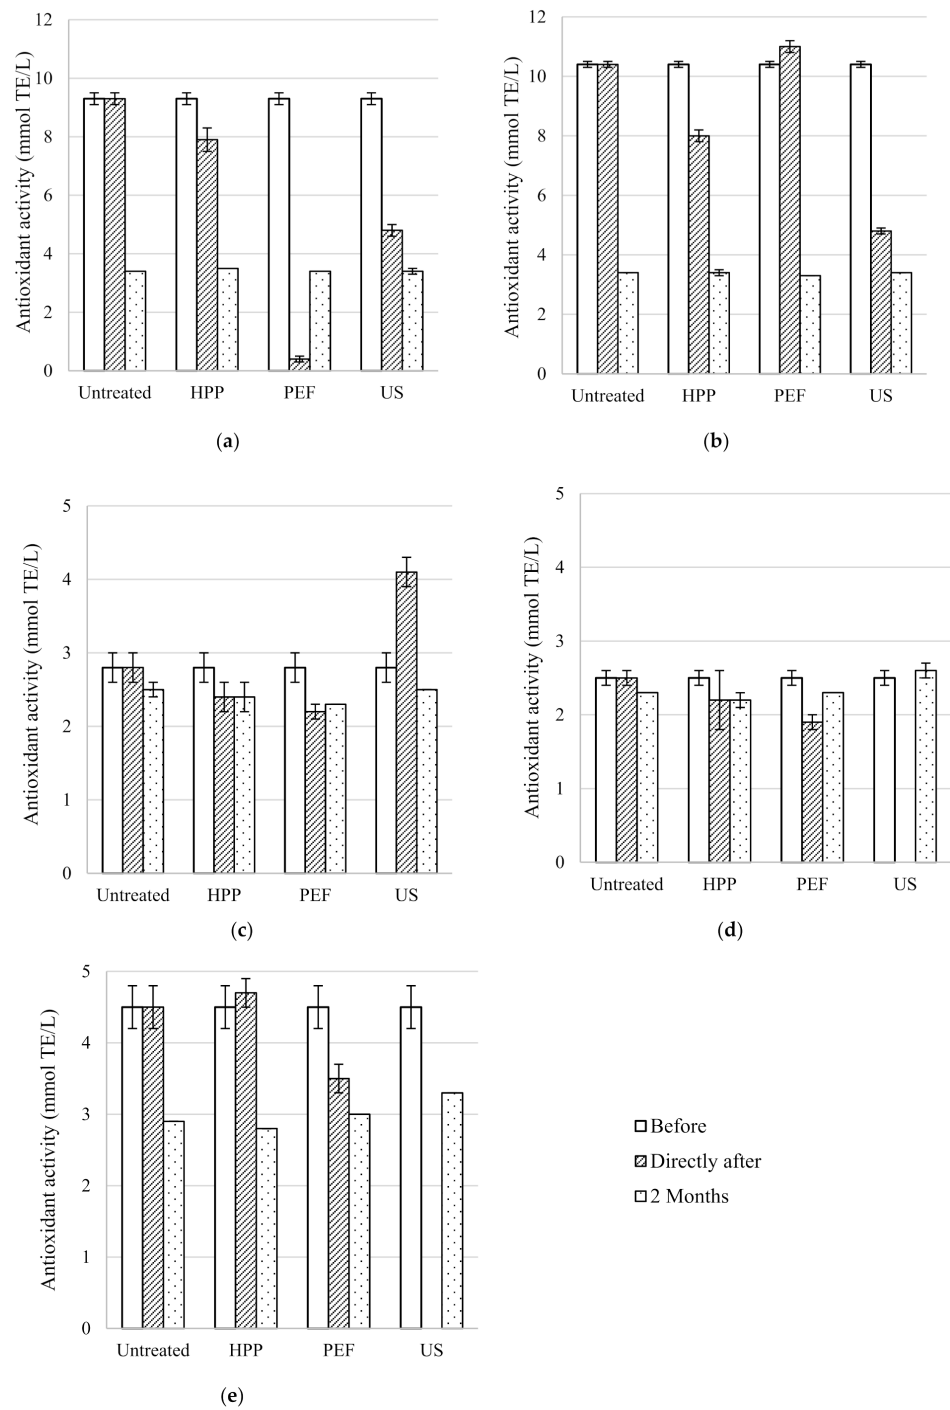 12
10
8
6
4
2
0
Antioxidant activity (mmol TE/L)
Untreated HPP PEF US
(a)
12
10
8
6
4
2
0
Antioxidant activity (mmol TE/L)
Untreated HPP PEF US
(b)
5
4
3
2
1
0
Antioxidant activity (mmol TE/L)
Untreated HPP PEF US
(c)
5
4
3
2
1
0
Antioxidant activity (mmol TE/L)
Untreated HPP PEF US
(d)
5
4
3
2
1
0
Antioxidant activity (mmol TE/L)
Untreated HPP PEF US
(e)
Before
Directly after
2 Months